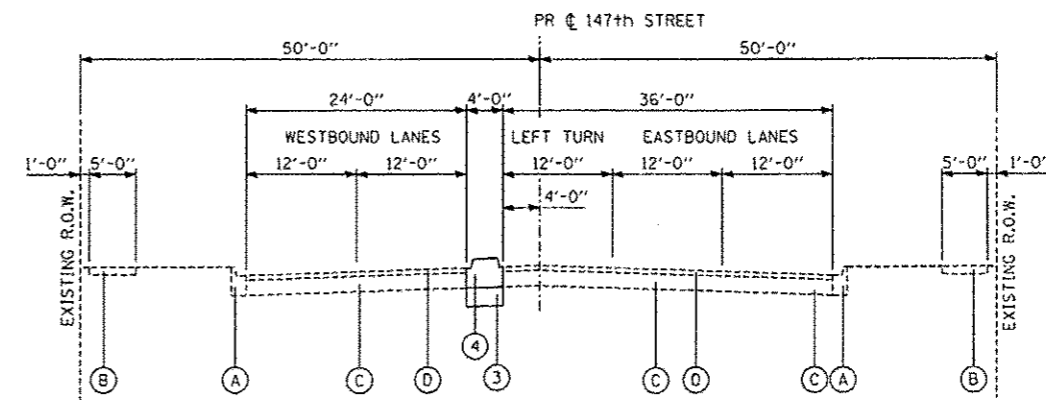 PR ℄ 147th STREET
50'-0" 50'-0"
24'-0" 4'-0" 36'-0"
WESTBOUND LANES LEFT TURN EASTBOUND LANES
1'-0" 5'-0" 12'-0" 12'-0" 12'-0" 12'-0" 12'-0" 5'-0" 1'-0"
4'-0"
EXISTING R.O.W.
EXISTING R.O.W.
4
B A C D 3 C D C A B